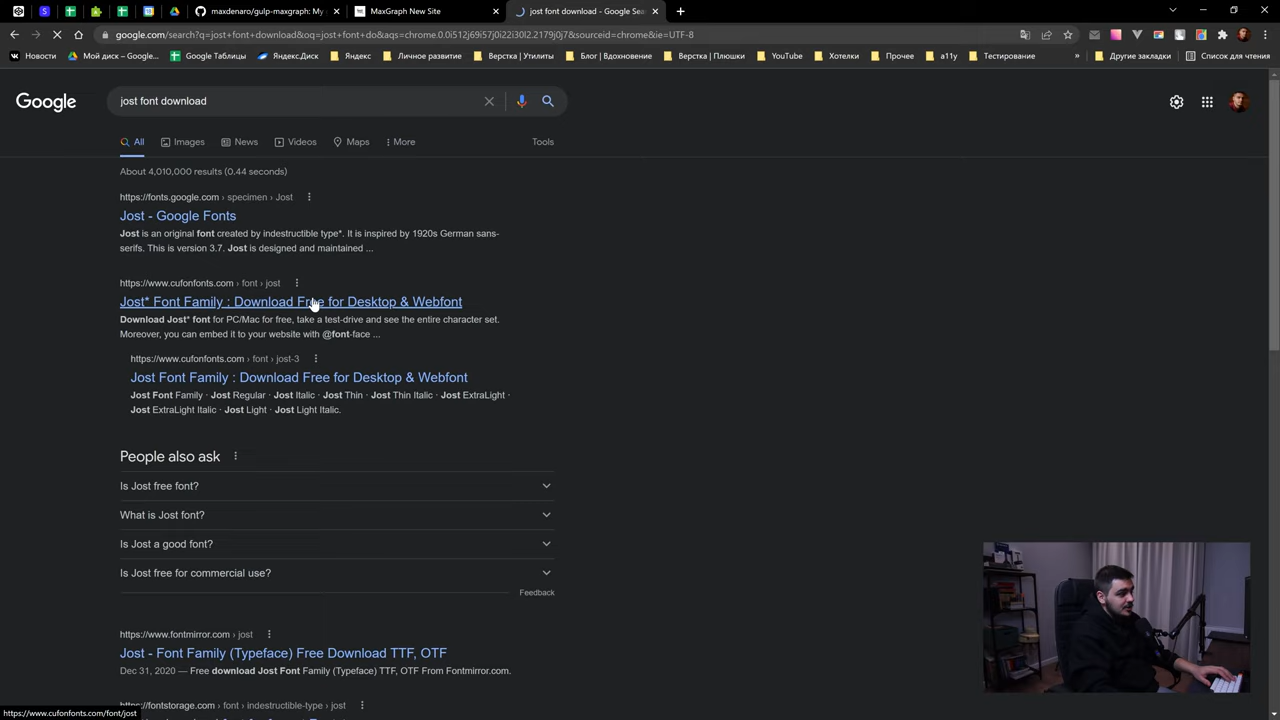 maxdenaro/gulp-maxgraph: My
MaxGraph New Site
jost font download - Google Sea
google.com/search?q=jost+font+download&oq=jost+font+do&aqs=chrome.0.0i512j69i57j0i22i30l2.2179j0j7&sourceid=chrome&ie=UTF-8
Новости
Мой диск – Google...
Google Таблицы
Яндекс.Диск
Яндекс
Личное развитие
Верстка | Утилиты
Блог | Вдохновение
Верстка | Плюшки
YouTube
Хотелки
Прочее
a11y
Тестирование
»
Другие закладки
Список для чтения
Google
jost font download
All
Images
News
Videos
Maps
More
Tools
About 4,010,000 results (0.44 seconds)
https://fonts.google.com › specimen › Jost
Jost - Google Fonts
Jost is an original font created by indestructible type*. It is inspired by 1920s German sans-
serifs. This is version 3.7. Jost is designed and maintained ...
https://www.cufonfonts.com › font › jost
Jost* Font Family : Download Free for Desktop & Webfont
Download Jost* font for PC/Mac for free, take a test-drive and see the entire character set.
Moreover, you can embed it to your website with @font-face ...
https://www.cufonfonts.com › font › jost-3
Jost Font Family : Download Free for Desktop & Webfont
Jost Font Family · Jost Regular · Jost Italic · Jost Thin · Jost Thin Italic · Jost ExtraLight ·
Jost ExtraLight Italic · Jost Light · Jost Light Italic.
People also ask
Is Jost free font?
What is Jost font?
Is Jost a good font?
Is Jost free for commercial use?
Feedback
https://www.fontmirror.com › jost
Jost - Font Family (Typeface) Free Download TTF, OTF
Dec 31, 2020 — Free download Jost Font Family (Typeface) TTF, OTF From Fontmirror.com.
https://fontstorage.com › font › indestructible-type › jost
https://www.cufonfonts.com/font/jost